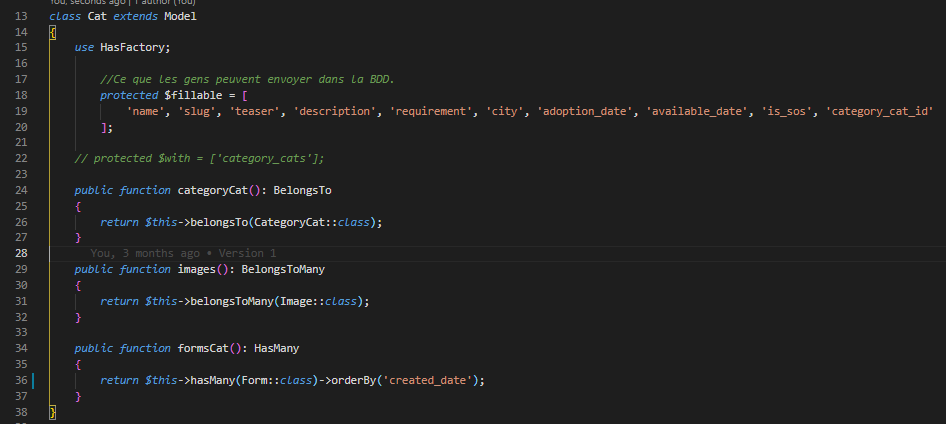 You, seconds ago | 1 author (You)
13 class Cat extends Model
14 {
15 use HasFactory;
16
17 //Ce que les gens peuvent envoyer dans la BDD.
18 protected $fillable = [
19 'name', 'slug', 'teaser', 'description', 'requirement', 'city', 'adoption_date', 'available_date', 'is_sos', 'category_cat_id'
20 ];
21
22 // protected $with = ['category_cats'];
23
24 public function categoryCat(): BelongsTo
25 {
26 return $this->belongsTo(CategoryCat::class);
27 }
28 You, 3 months ago • Version 1
29 public function images(): BelongsToMany
30 {
31 return $this->belongsToMany(Image::class);
32 }
33
34 public function formsCat(): HasMany
35 {
36 return $this->hasMany(Form::class)->orderBy('created_date');
37 }
38 }